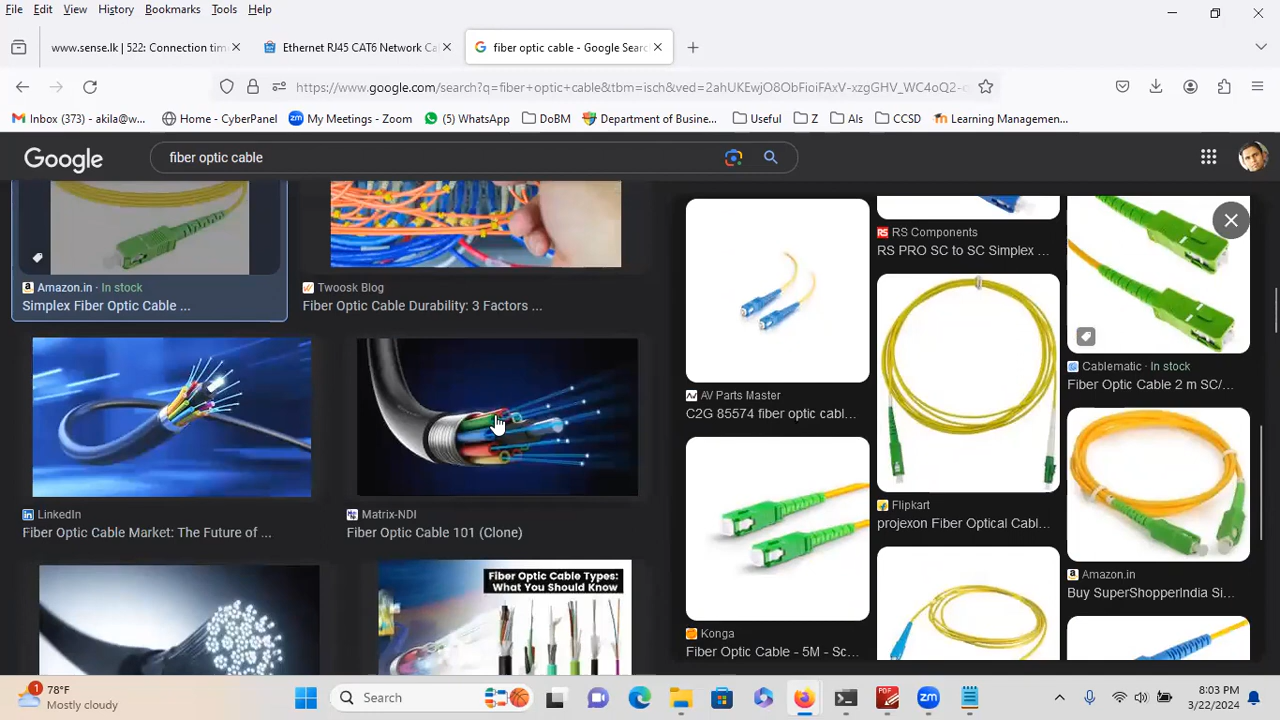 File Edit View History Bookmarks Tools Help
www.sense.lk | 522: Connection tim
Ethernet RJ45 CAT6 Network Ca
fiber optic cable - Google Searc
https://www.google.com/search?q=fiber+optic+cable&tbm=isch&ved=2ahUKEwjO8ObFioiFAxV-xzgGHV_WC4oQ2-c
Inbox (373) - akila@w... Home - CyberPanel My Meetings - Zoom (5) WhatsApp DoBM Department of Busine... Useful Z AIs CCSD Learning Managemen...
Google
fiber optic cable
Amazon.in · In stock
Simplex Fiber Optic Cable ...
Twoosk Blog
Fiber Optic Cable Durability: 3 Factors ...
LinkedIn
Fiber Optic Cable Market: The Future of ...
Matrix-NDI
Fiber Optic Cable 101 (Clone)
Fiber Optic Cable Types:
What You Should Know
AV Parts Master
C2G 85574 fiber optic cabl...
Konga
Fiber Optic Cable - 5M - Sc...
RS Components
RS PRO SC to SC Simplex ...
Flipkart
projexon Fiber Optical Cabl...
Cablematic · In stock
Fiber Optic Cable 2 m SC/...
Amazon.in
Buy SuperShopperIndia Si...
1
78°F
Mostly cloudy
Search
PDF
zm
8:03 PM
3/22/2024